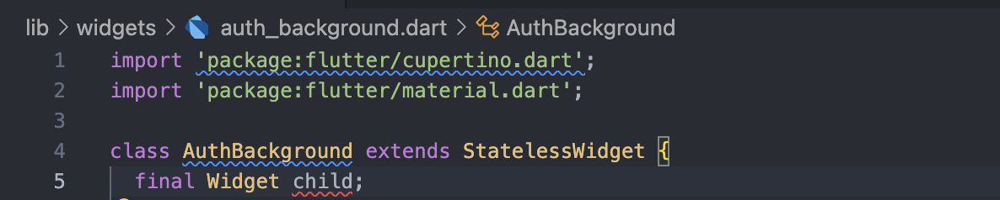 lib > widgets > auth_background.dart > AuthBackground
1 import 'package:flutter/cupertino.dart';
2 import 'package:flutter/material.dart';
3
4 class AuthBackground extends StatelessWidget {
5 final Widget child;